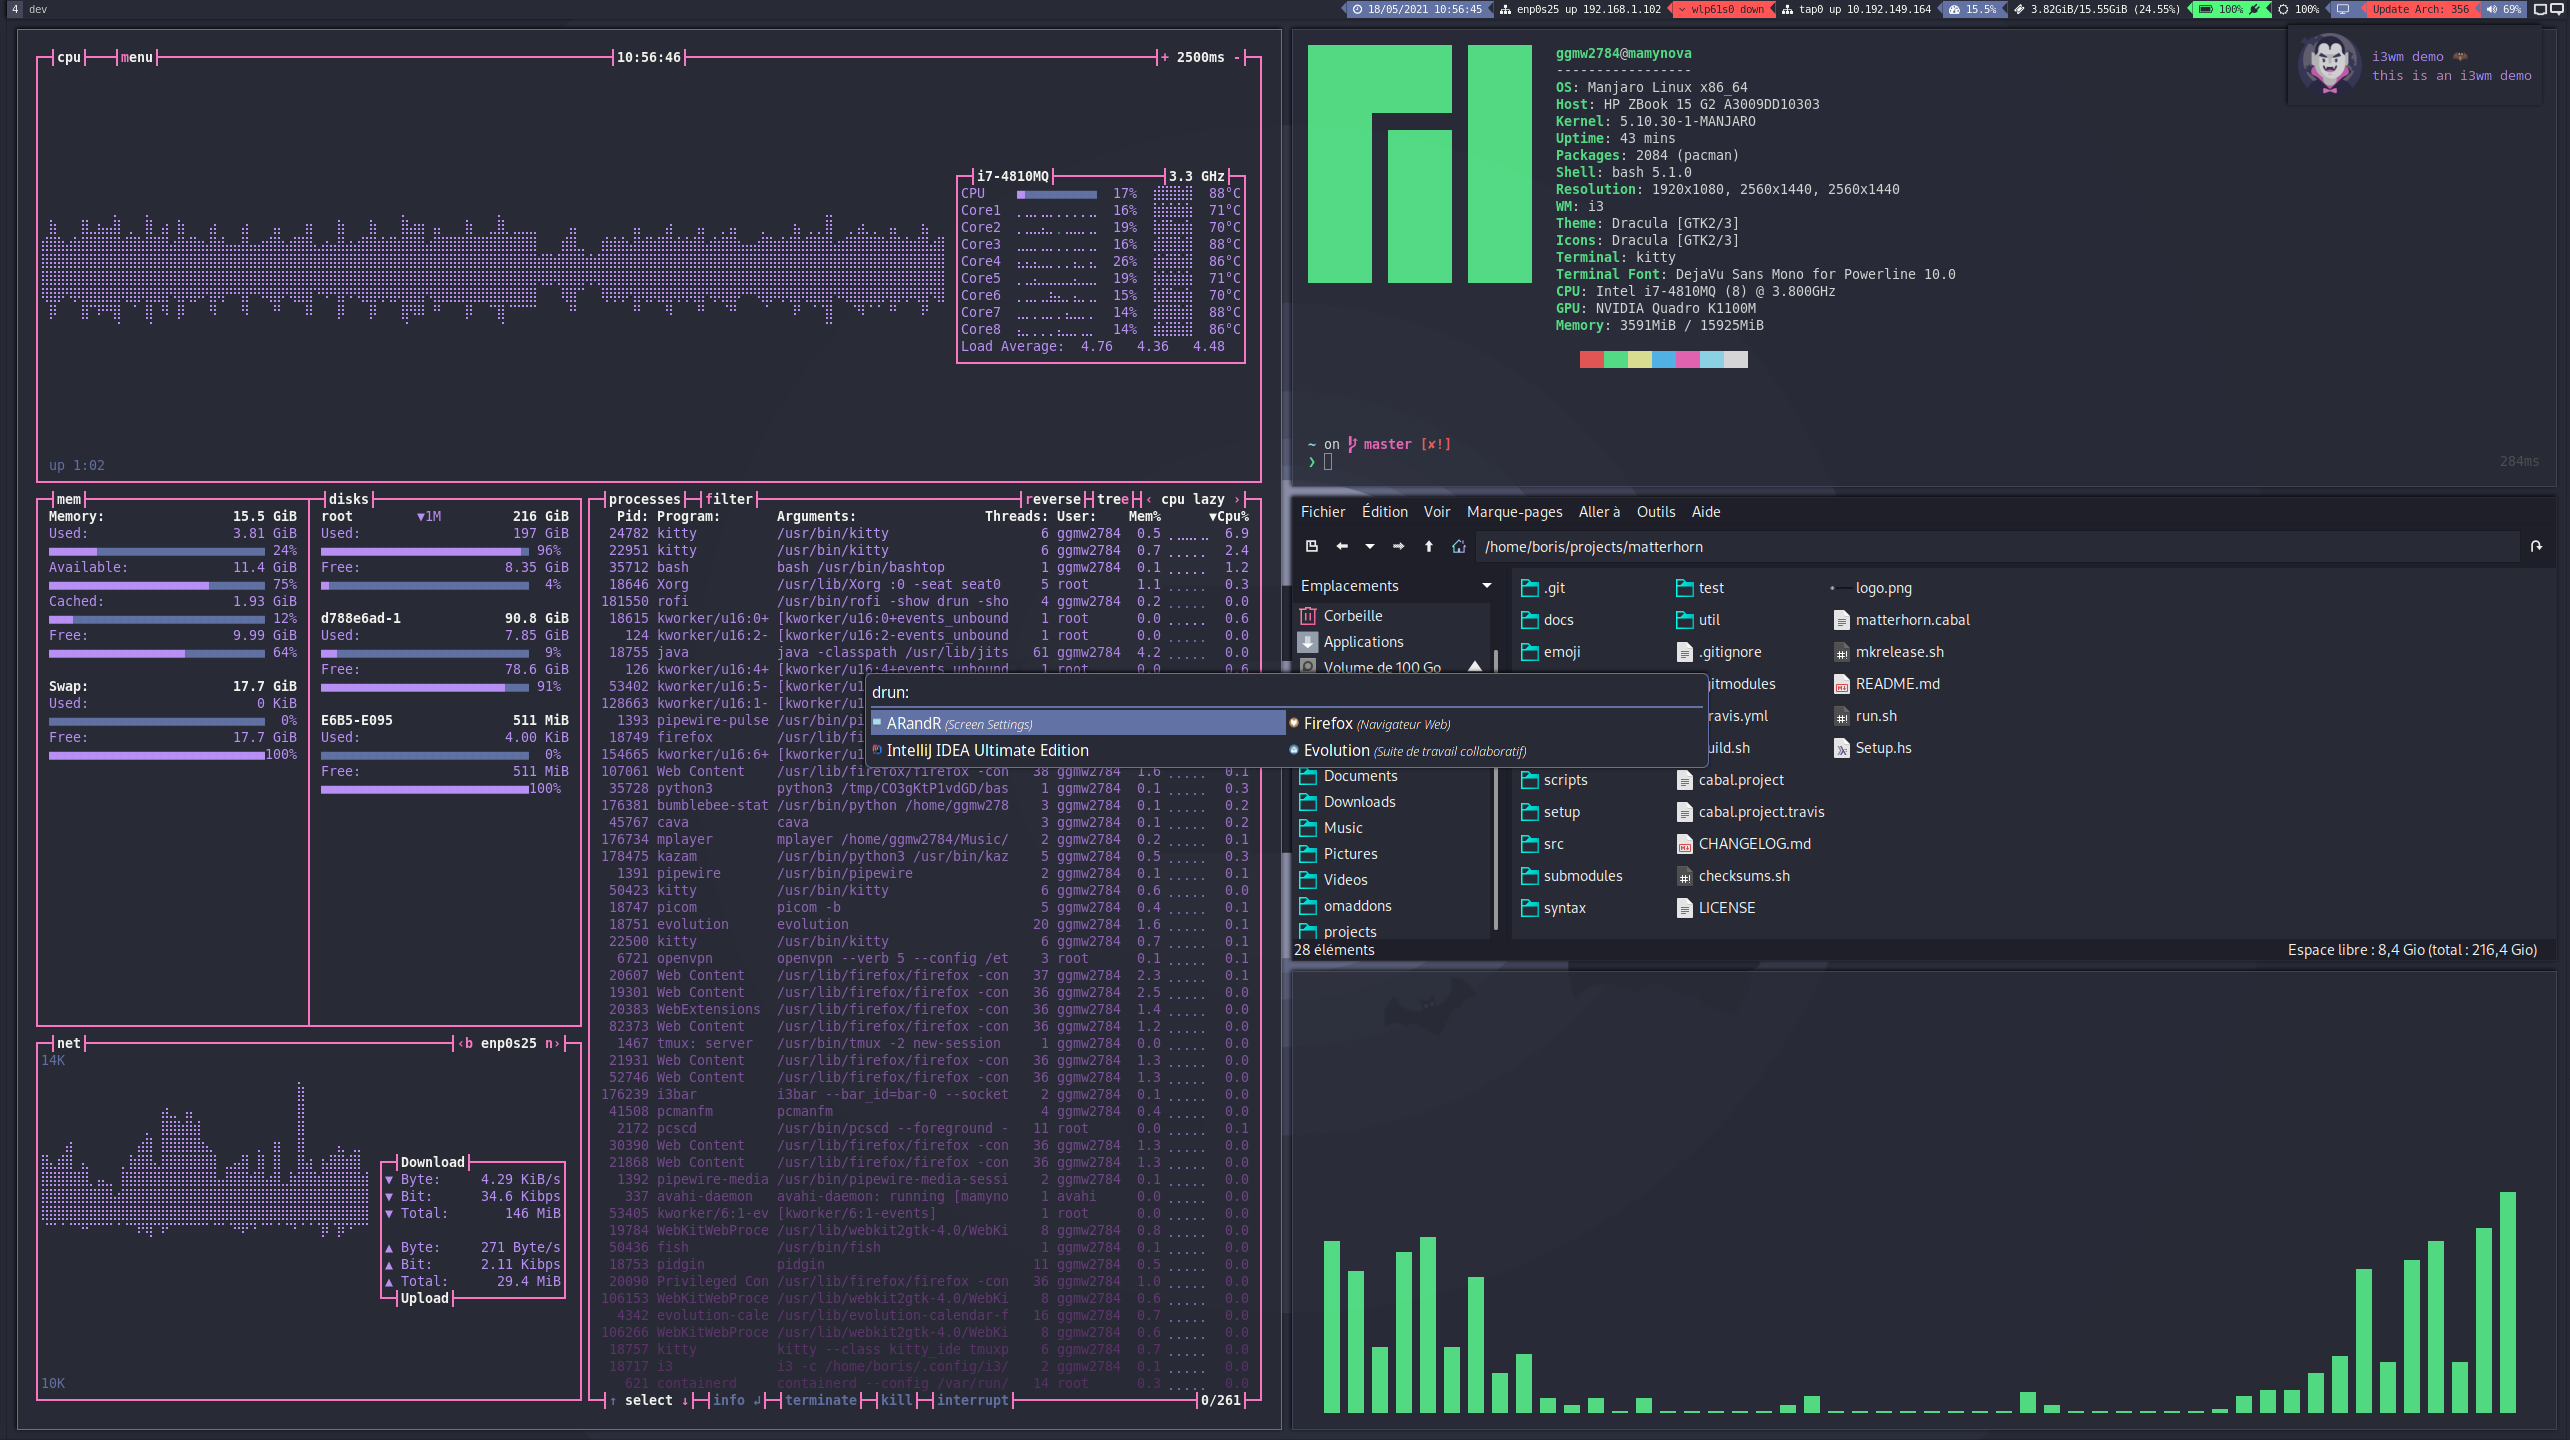 4 dev
18/05/2021 10:56:45 enp0s25 up 192.168.1.102 wlp61s0 down tap0 up 10.192.149.164 15.5% 3.82GiB/15.55GiB (24.55%) 100% 100% Update Arch: 356 69%
cpu menu 10:56:46 + 2500ms -
i7-4810MQ 3.3 GHz
CPU 17% 88°C
Core1 16% 71°C
Core2 19% 70°C
Core3 16% 88°C
Core4 26% 86°C
Core5 19% 71°C
Core6 15% 70°C
Core7 14% 88°C
Core8 14% 86°C
Load Average: 4.76 4.36 4.48
up 1:02
mem
Memory: 15.5 GiB
Used: 3.81 GiB
24%
Available: 11.4 GiB
75%
Cached: 1.93 GiB
12%
Free: 9.99 GiB
64%
Swap: 17.7 GiB
Used: 0 KiB
0%
Free: 17.7 GiB
100%
disks
root ▼1M 216 GiB
Used: 197 GiB
96%
Free: 8.35 GiB
4%
d788e6ad-1 90.8 GiB
Used: 7.85 GiB
9%
Free: 78.6 GiB
91%
E6B5-E095 511 MiB
Used: 4.00 KiB
0%
Free: 511 MiB
100%
net ‹b enp0s25 n›
14K
Download
▼ Byte: 4.29 KiB/s
▼ Bit: 34.6 Kibps
▼ Total: 146 MiB
▲ Byte: 271 Byte/s
▲ Bit: 2.11 Kibps
▲ Total: 29.4 MiB
Upload
10K
processes filter reverse tree ‹ cpu lazy ›
Pid: Program: Arguments: Threads: User: Mem% ▼Cpu%
24782 kitty /usr/bin/kitty 6 ggmw2784 0.5 6.9
22951 kitty /usr/bin/kitty 6 ggmw2784 0.7 2.4
35712 bash bash /usr/bin/bashtop 1 ggmw2784 0.1 1.2
18646 Xorg /usr/lib/Xorg :0 -seat seat0 5 root 1.1 0.3
181550 rofi /usr/bin/rofi -show drun -sho 4 ggmw2784 0.2 0.0
18615 kworker/u16:0+ [kworker/u16:0+events_unbound 1 root 0.0 0.6
124 kworker/u16:2- [kworker/u16:2-events_unbound 1 root 0.0 0.0
18755 java java -classpath /usr/lib/jits 61 ggmw2784 4.2 0.0
126 kworker/u16:4+ [kworker/u16:4+events_unbound 1 root 0.0 0.6
53402 kworker/u16:5- [kworker/u1
128663 kworker/u16:1- [kworker/u1
1393 pipewire-pulse /usr/bin/pi
18749 firefox /usr/lib/fi
154665 kworker/u16:6+ [kworker/u1
107061 Web Content /usr/lib/firefox/firefox -con 38 ggmw2784 1.6 0.1
35728 python3 python3 /tmp/CO3gKtP1vdGD/bas 1 ggmw2784 0.1 0.3
176381 bumblebee-stat /usr/bin/python /home/ggmw278 3 ggmw2784 0.1 0.2
45767 cava cava 3 ggmw2784 0.1 0.2
176734 mplayer mplayer /home/ggmw2784/Music/ 2 ggmw2784 0.2 0.1
178475 kazam /usr/bin/python3 /usr/bin/kaz 5 ggmw2784 0.5 0.3
1391 pipewire /usr/bin/pipewire 2 ggmw2784 0.1 0.1
50423 kitty /usr/bin/kitty 6 ggmw2784 0.6 0.0
18747 picom picom -b 5 ggmw2784 0.4 0.1
18751 evolution evolution 20 ggmw2784 1.6 0.1
22500 kitty /usr/bin/kitty 6 ggmw2784 0.7 0.1
6721 openvpn openvpn --verb 5 --config /et 3 root 0.1 0.1
20607 Web Content /usr/lib/firefox/firefox -con 37 ggmw2784 2.3 0.1
19301 Web Content /usr/lib/firefox/firefox -con 36 ggmw2784 2.5 0.0
20383 WebExtensions /usr/lib/firefox/firefox -con 36 ggmw2784 1.4 0.0
82373 Web Content /usr/lib/firefox/firefox -con 36 ggmw2784 1.2 0.0
1467 tmux: server /usr/bin/tmux -2 new-session 1 ggmw2784 0.0 0.0
21931 Web Content /usr/lib/firefox/firefox -con 36 ggmw2784 1.3 0.0
52746 Web Content /usr/lib/firefox/firefox -con 36 ggmw2784 1.3 0.0
176239 i3bar i3bar --bar_id=bar-0 --socket 2 ggmw2784 0.1 0.0
41508 pcmanfm pcmanfm 4 ggmw2784 0.4 0.0
2172 pcscd /usr/bin/pcscd --foreground - 11 root 0.0 0.1
30390 Web Content /usr/lib/firefox/firefox -con 36 ggmw2784 1.3 0.0
21868 Web Content /usr/lib/firefox/firefox -con 36 ggmw2784 1.3 0.0
1392 pipewire-media /usr/bin/pipewire-media-sessi 2 ggmw2784 0.1 0.0
337 avahi-daemon avahi-daemon: running [mamyno 1 avahi 0.0 0.0
53405 kworker/6:1-ev [kworker/6:1-events] 1 root 0.0 0.0
19784 WebKitWebProce /usr/lib/webkit2gtk-4.0/WebKi 8 ggmw2784 0.8 0.0
50436 fish /usr/bin/fish 1 ggmw2784 0.1 0.0
18753 pidgin pidgin 11 ggmw2784 0.5 0.0
20090 Privileged Con /usr/lib/firefox/firefox -con 36 ggmw2784 1.0 0.0
106153 WebKitWebProce /usr/lib/webkit2gtk-4.0/WebKi 8 ggmw2784 0.6 0.0
4342 evolution-cale /usr/lib/evolution-calendar-f 16 ggmw2784 0.7 0.0
106266 WebKitWebProce /usr/lib/webkit2gtk-4.0/WebKi 8 ggmw2784 0.6 0.0
18757 kitty kitty --class kitty_ide tmuxp 6 ggmw2784 0.7 0.0
18717 i3 i3 -c /home/boris/.config/i3/ 2 ggmw2784 0.1 0.0
621 containerd containerd --config /var/run/ 14 root 0.3 0.0
↑ select ↓ info ↲ terminate kill interrupt 0/261
ggmw2784@mamynova
-----------------
OS: Manjaro Linux x86_64
Host: HP ZBook 15 G2 A3009DD10303
Kernel: 5.10.30-1-MANJARO
Uptime: 43 mins
Packages: 2084 (pacman)
Shell: bash 5.1.0
Resolution: 1920x1080, 2560x1440, 2560x1440
WM: i3
Theme: Dracula [GTK2/3]
Icons: Dracula [GTK2/3]
Terminal: kitty
Terminal Font: DejaVu Sans Mono for Powerline 10.0
CPU: Intel i7-4810MQ (8) @ 3.800GHz
GPU: NVIDIA Quadro K1100M
Memory: 3591MiB / 15925MiB
i3wm demo
this is an i3wm demo
~ on master [✘!]
❯
284ms
Fichier Édition Voir Marque-pages Aller à Outils Aide
/home/boris/projects/matterhorn
Emplacements
Corbeille
Applications
Volume de 100 Go
Documents
Downloads
Music
Pictures
Videos
omaddons
projects
.git
docs
emoji
scripts
setup
src
submodules
syntax
test
util
.gitignore
gitmodules
ravis.yml
uild.sh
cabal.project
cabal.project.travis
CHANGELOG.md
checksums.sh
LICENSE
logo.png
matterhorn.cabal
mkrelease.sh
README.md
run.sh
Setup.hs
28 éléments Espace libre : 8,4 Gio (total : 216,4 Gio)
drun:
ARandR (Screen Settings) Firefox (Navigateur Web)
IntelliJ IDEA Ultimate Edition Evolution (Suite de travail collaboratif)